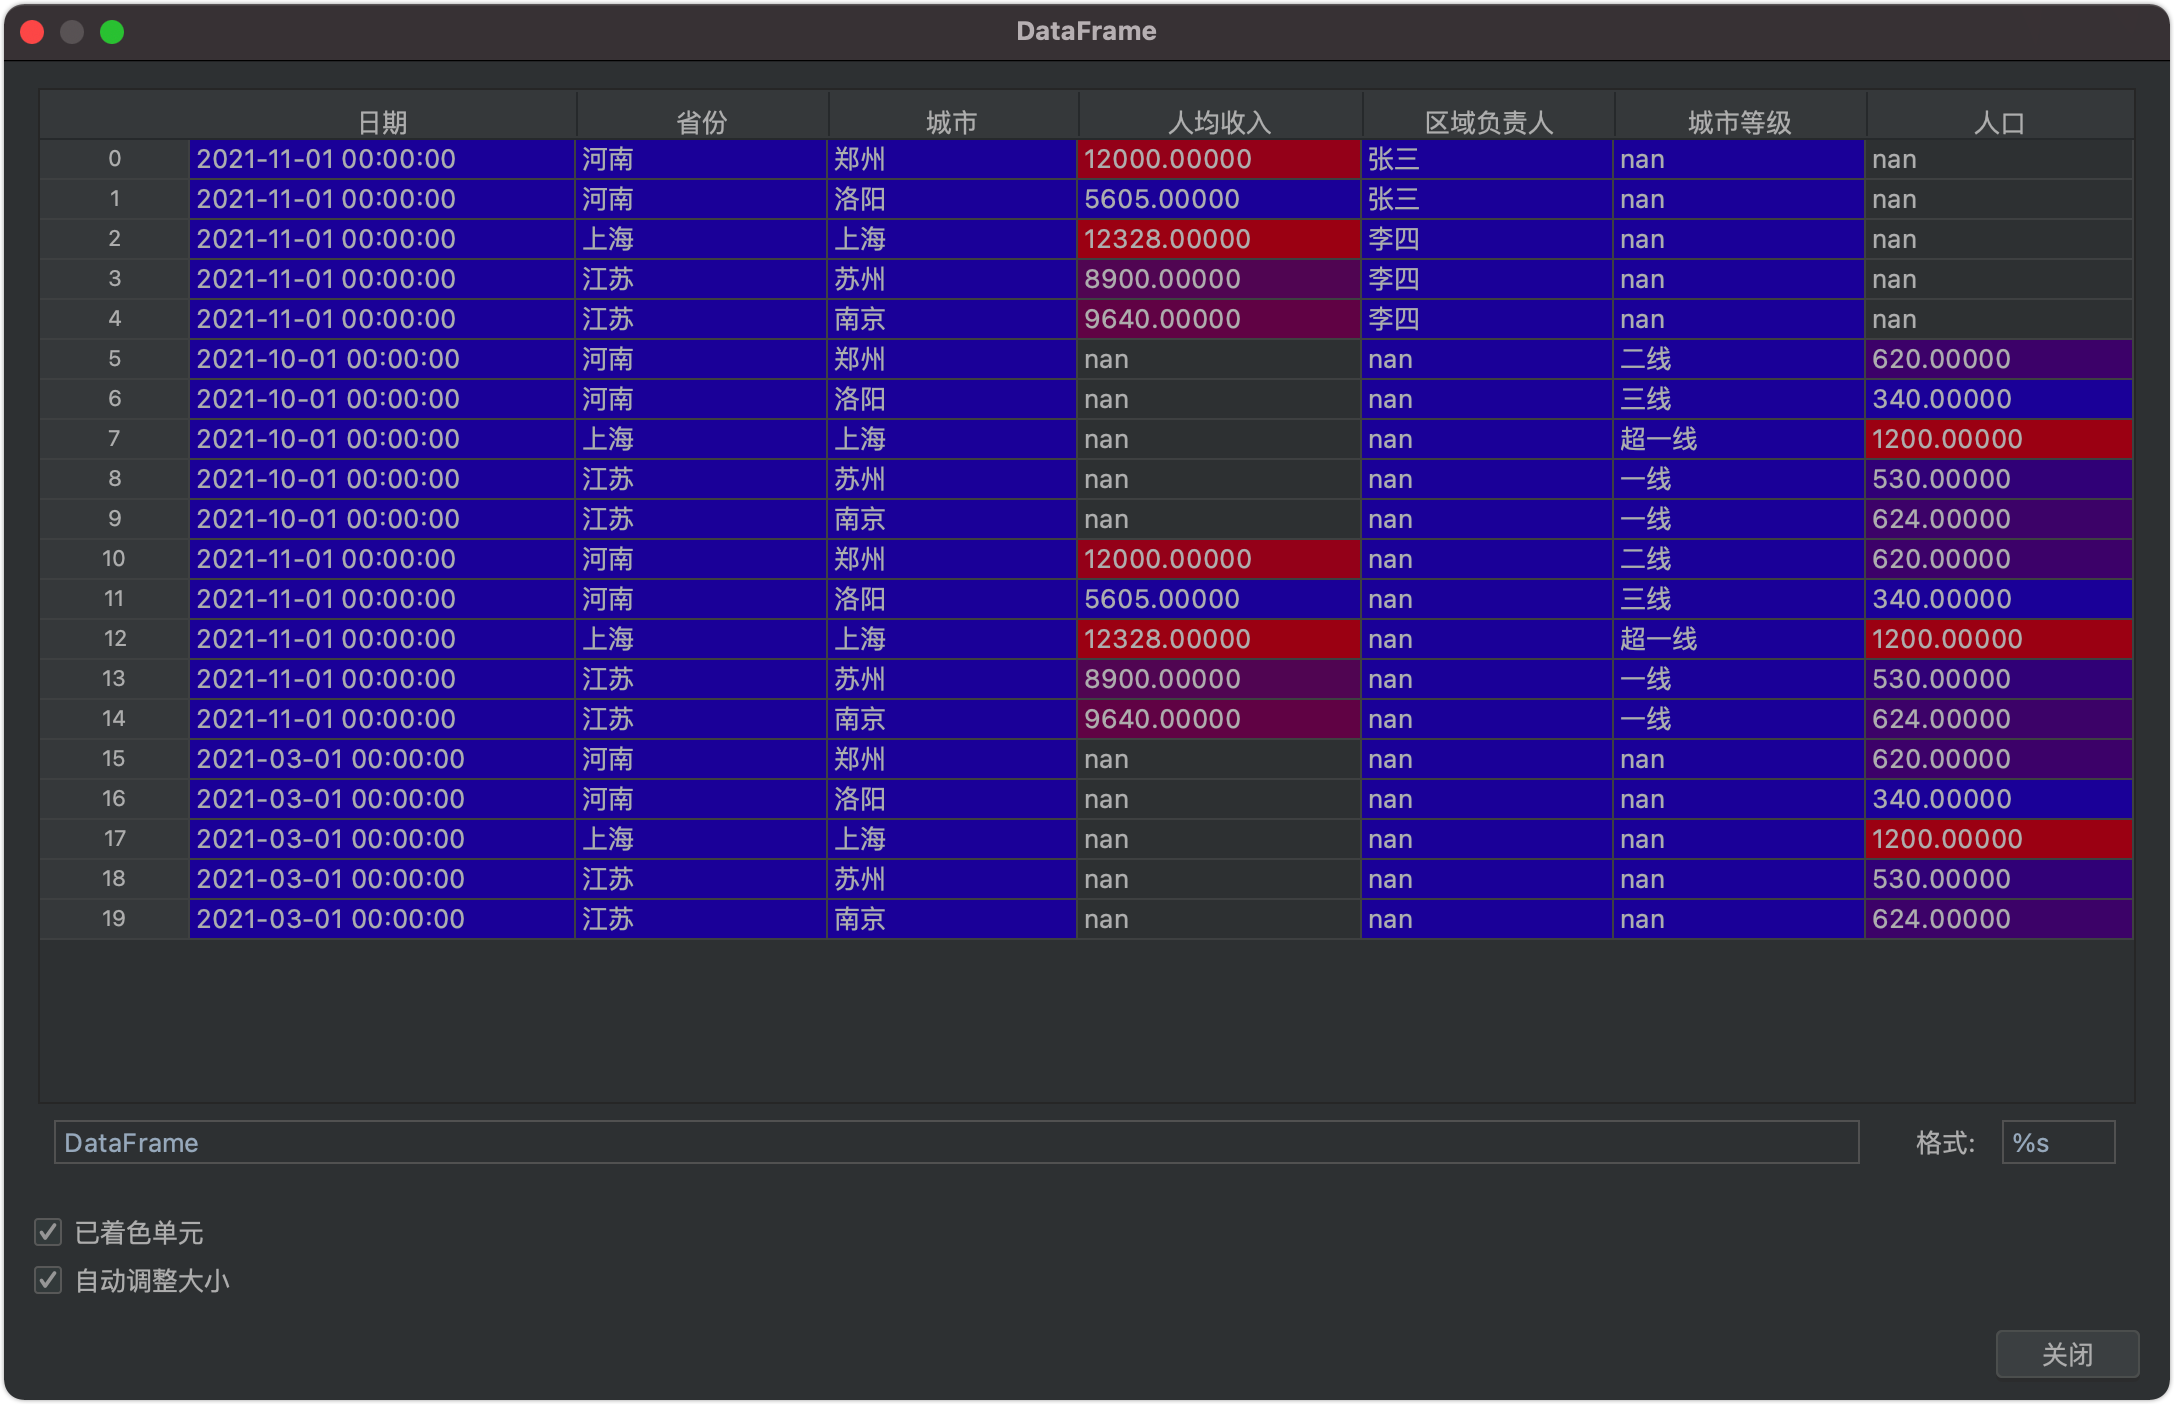 DataFrame
日期 省份 城市 人均收入 区域负责人 城市等级 人口
0 2021-11-01 00:00:00 河南 郑州 12000.00000 张三 nan nan
1 2021-11-01 00:00:00 河南 洛阳 5605.00000 张三 nan nan
2 2021-11-01 00:00:00 上海 上海 12328.00000 李四 nan nan
3 2021-11-01 00:00:00 江苏 苏州 8900.00000 李四 nan nan
4 2021-11-01 00:00:00 江苏 南京 9640.00000 李四 nan nan
5 2021-10-01 00:00:00 河南 郑州 nan nan 二线 620.00000
6 2021-10-01 00:00:00 河南 洛阳 nan nan 三线 340.00000
7 2021-10-01 00:00:00 上海 上海 nan nan 超一线 1200.00000
8 2021-10-01 00:00:00 江苏 苏州 nan nan 一线 530.00000
9 2021-10-01 00:00:00 江苏 南京 nan nan 一线 624.00000
10 2021-11-01 00:00:00 河南 郑州 12000.00000 nan 二线 620.00000
11 2021-11-01 00:00:00 河南 洛阳 5605.00000 nan 三线 340.00000
12 2021-11-01 00:00:00 上海 上海 12328.00000 nan 超一线 1200.00000
13 2021-11-01 00:00:00 江苏 苏州 8900.00000 nan 一线 530.00000
14 2021-11-01 00:00:00 江苏 南京 9640.00000 nan 一线 624.00000
15 2021-03-01 00:00:00 河南 郑州 nan nan nan 620.00000
16 2021-03-01 00:00:00 河南 洛阳 nan nan nan 340.00000
17 2021-03-01 00:00:00 上海 上海 nan nan nan 1200.00000
18 2021-03-01 00:00:00 江苏 苏州 nan nan nan 530.00000
19 2021-03-01 00:00:00 江苏 南京 nan nan nan 624.00000
DataFrame 格式: %s
已着色单元
自动调整大小
关闭